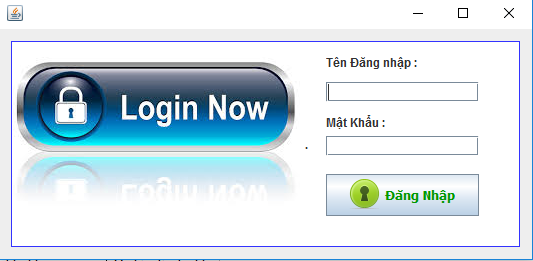 Login Now
Tên Đăng nhập :
Mật Khẩu :
Đăng Nhập